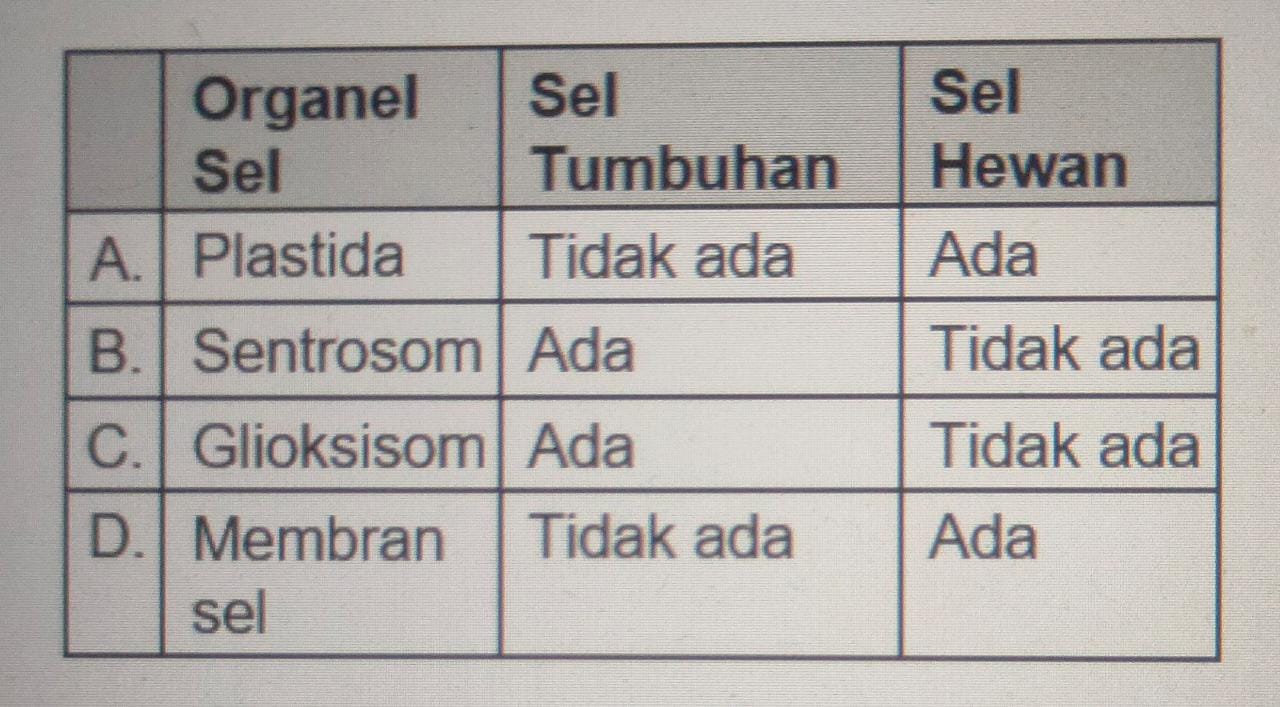 Organel Sel Sel Tumbuhan Sel Hewan
A. Plastida Tidak ada Ada
B. Sentrosom Ada Tidak ada
C. Glioksisom Ada Tidak ada
D. Membran sel Tidak ada Ada